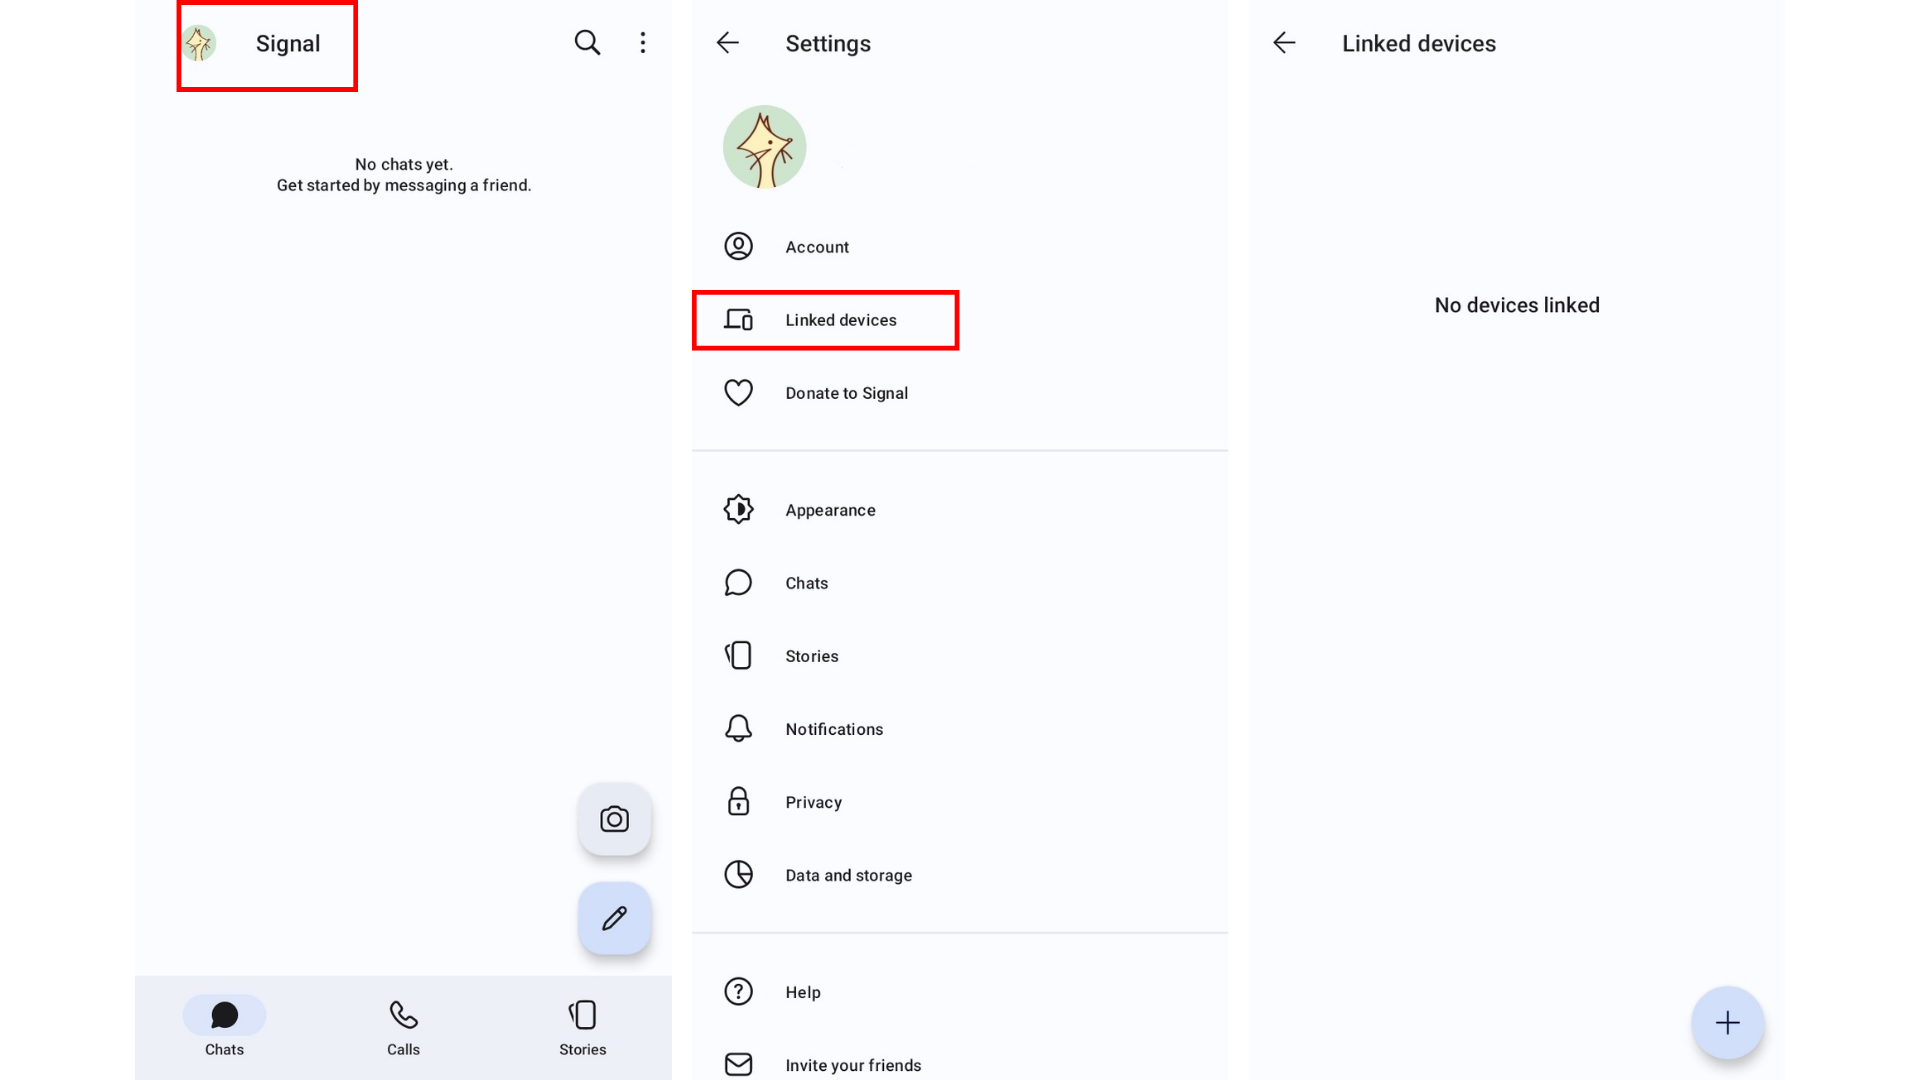 Signal
No chats yet.
Get started by messaging a friend.
Chats
Calls
Stories
Settings
Account
Linked devices
Donate to Signal
Appearance
Chats
Stories
Notifications
Privacy
Data and storage
Help
Invite your friends
Linked devices
No devices linked